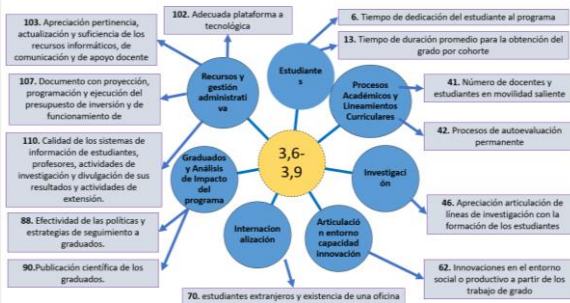 103. Apreciación pertinencia,
actualización y suficiencia de los
recursos informáticos, de
comunicación y de apoyo docente
102. Adecuada plataforma a
tecnológica
6. Tiempo de dedicación del estudiante al programa
13. Tiempo de duración promedio para la obtención del
grado por cohorte
107. Documento con proyección,
programación y ejecución del
presupuesto de inversión y de
funcionamiento de
110. Calidad de los sistemas de
información de estudiantes,
profesores, actividades de
investigación y divulgación de sus
resultados y actividades de
extensión.
88. Efectividad de las políticas y
estrategias de seguimiento a
graduados.
90.Publicación científica de los
graduados.
Recursos y
gestión
administrati
va
Estudiante
s
Procesos
Académicos y
Lineamientos
Curriculares
Graduados
y Análisis
de Impacto
del
programa
3,6-
3,9
Investigaci
ón
Internacion
alización
Articulació
n entorno
capacidad
innovación
41. Número de docentes y
estudiantes en movilidad saliente
42. Procesos de autoevaluación
permanente
46. Apreciación articulación de
líneas de investigación con la
formación de los estudiantes
62. Innovaciones en el entorno
social o productivo a partir de los
trabajo de grado
70. estudiantes extranjeros y existencia de una oficina